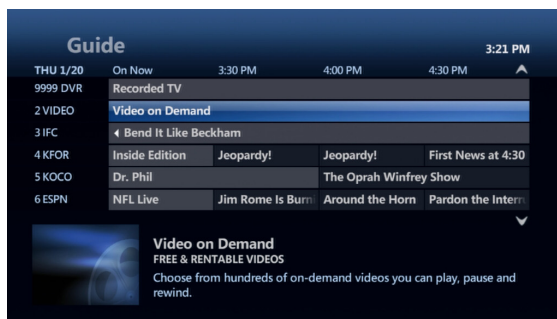 Guide
3:21 PM
THU 1/20 On Now 3:30 PM 4:00 PM 4:30 PM
9999 DVR Recorded TV
2 VIDEO Video on Demand
3 IFC Bend It Like Beckham
4 KFOR Inside Edition Jeopardy! Jeopardy! First News at 4:30
5 KOCO Dr. Phil The Oprah Winfrey Show
6 ESPN NFL Live Jim Rome Is Burn Around the Horn Pardon the Interr
Video on Demand
FREE & RENTABLE VIDEOS
Choose from hundreds of on-demand videos you can play, pause and
rewind.